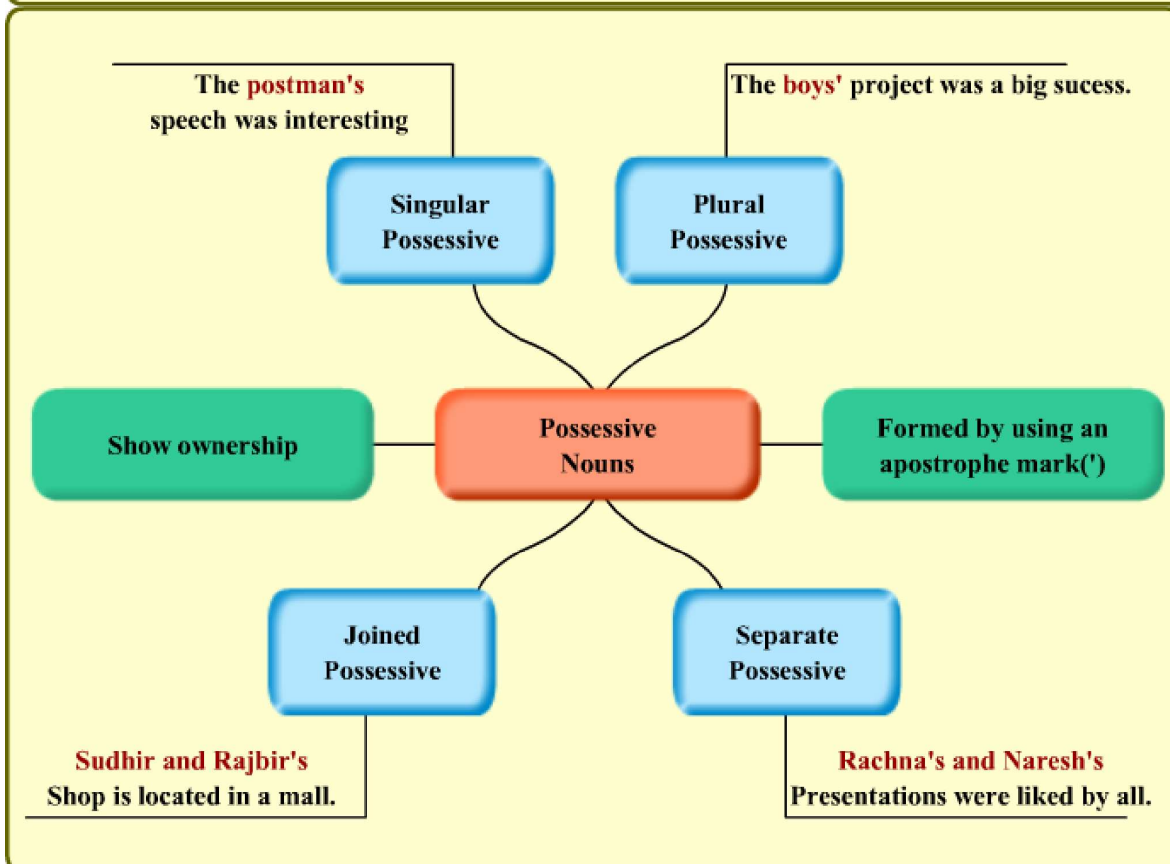 The postman's
speech was interesting
The boys' project was a big sucess.
Singular
Possessive
Plural
Possessive
Show ownership
Possessive
Nouns
Formed by using an
apostrophe mark(')
Joined
Possessive
Separate
Possessive
Sudhir and Rajbir's
Shop is located in a mall.
Rachna's and Naresh's
Presentations were liked by all.